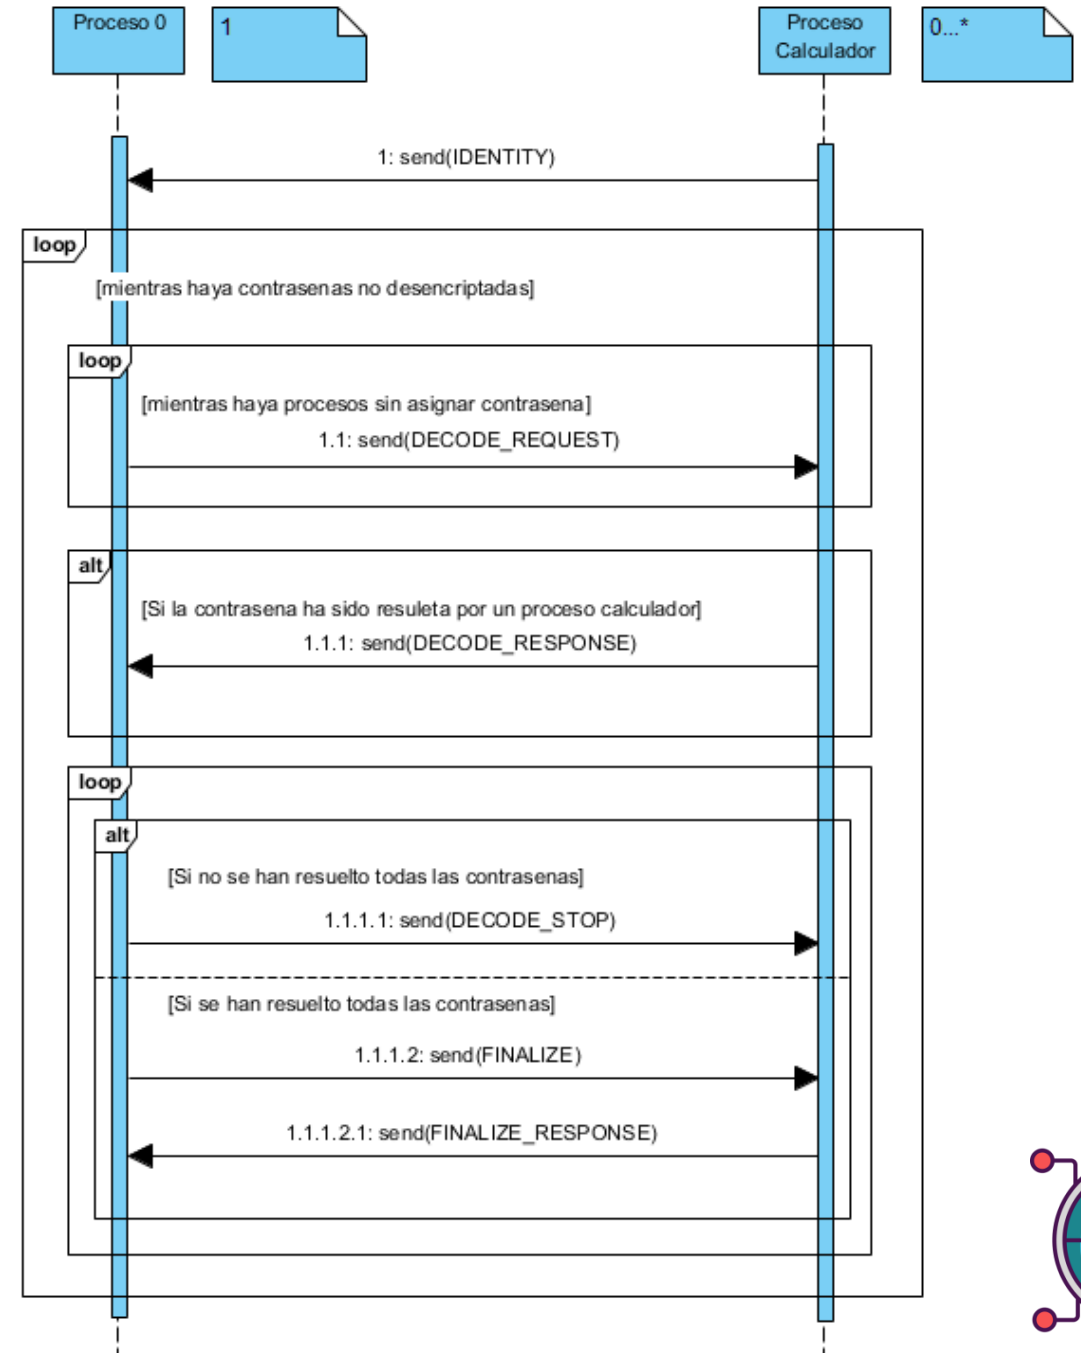 Proceso 0
1
Proceso
Calculador
0...*
1: send(IDENTITY)
loop
[mientras haya contrasenas no desencriptadas]
loop
[mientras haya procesos sin asignar contrasena]
1.1: send(DECODE_REQUEST)
alt
[Si la contrasena ha sido resuleta por un proceso calculador]
1.1.1: send(DECODE_RESPONSE)
loop
alt
[Si no se han resuelto todas las contrasenas]
1.1.1.1: send(DECODE_STOP)
[Si se han resuelto todas las contrasenas]
1.1.1.2: send(FINALIZE)
1.1.1.2.1: send(FINALIZE_RESPONSE)